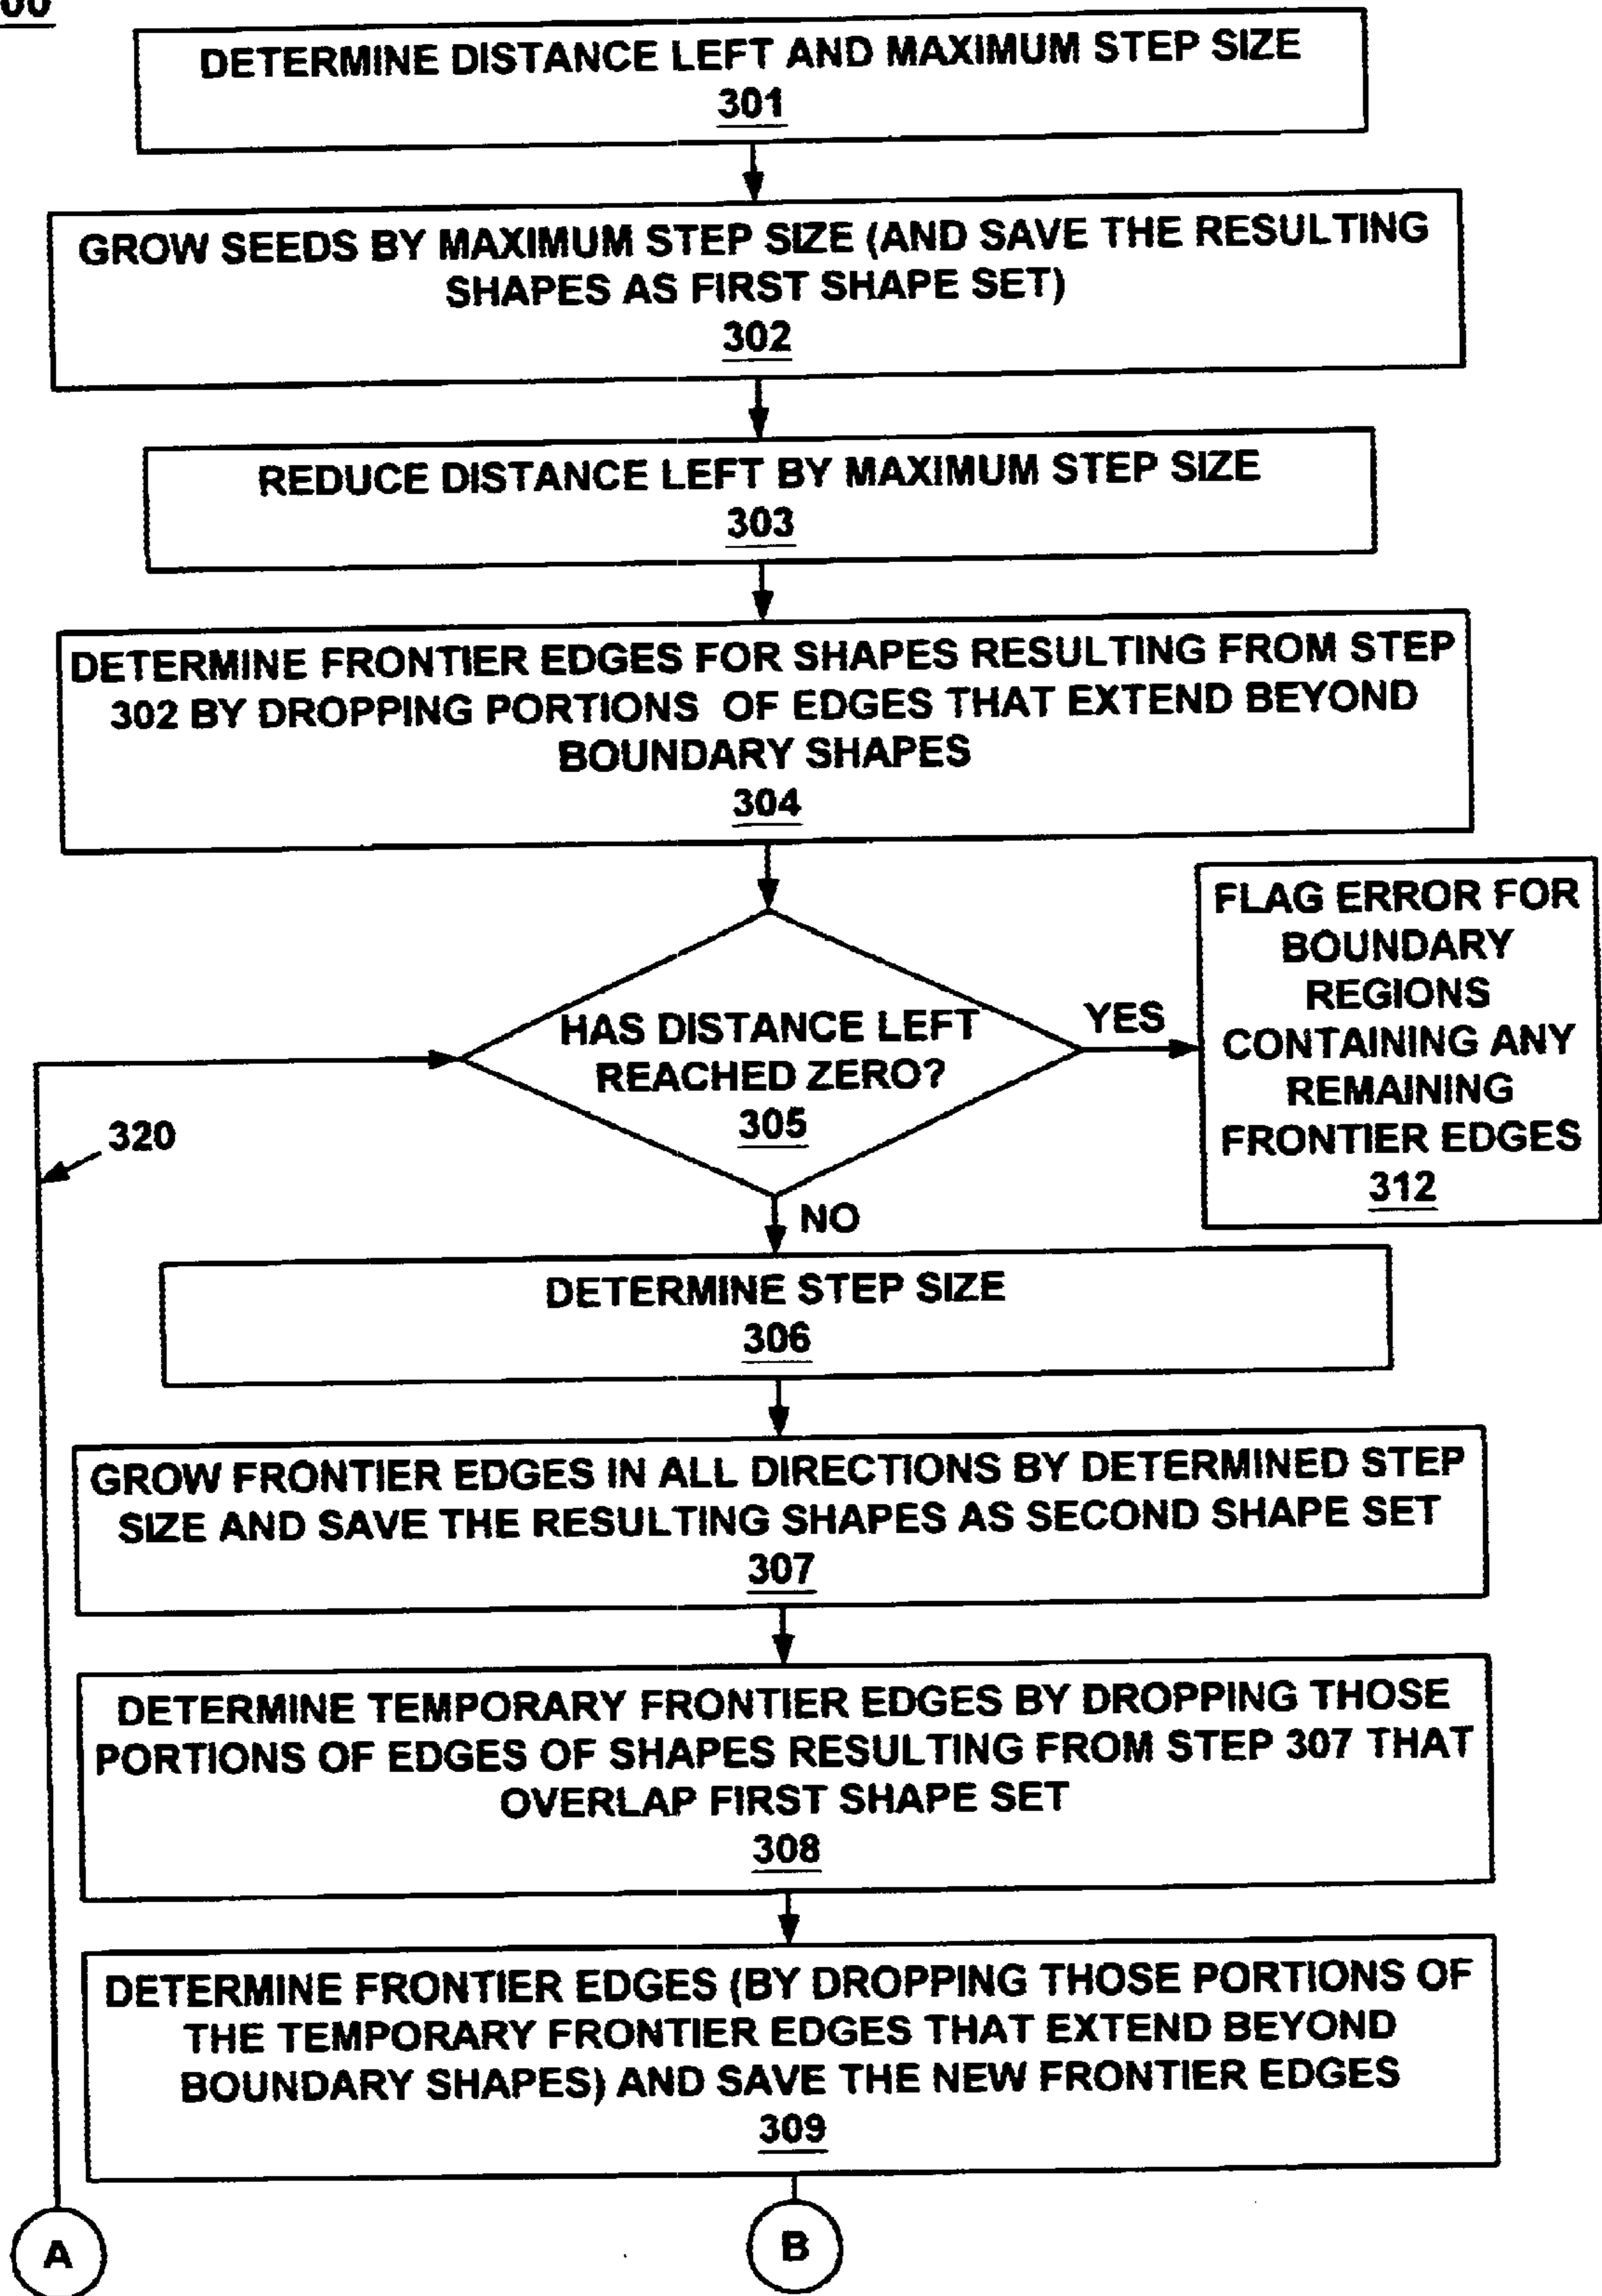 DETERMINE DISTANCE LEFT AND MAXIMUM STEP SIZE
301
GROW SEEDS BY MAXIMUM STEP SIZE (AND SAVE THE RESULTING
SHAPES AS FIRST SHAPE SET)
302
REDUCE DISTANCE LEFT BY MAXIMUM STEP SIZE
303
DETERMINE FRONTIER EDGES FOR SHAPES RESULTING FROM STEP
302 BY DROPPING PORTIONS OF EDGES THAT EXTEND BEYOND
BOUNDARY SHAPES
304
HAS DISTANCE LEFT
REACHED ZERO?
305
YES
FLAG ERROR FOR
BOUNDARY
REGIONS
CONTAINING ANY
REMAINING
FRONTIER EDGES
312
320
NO
DETERMINE STEP SIZE
306
GROW FRONTIER EDGES IN ALL DIRECTIONS BY DETERMINED STEP
SIZE AND SAVE THE RESULTING SHAPES AS SECOND SHAPE SET
307
DETERMINE TEMPORARY FRONTIER EDGES BY DROPPING THOSE
PORTIONS OF EDGES OF SHAPES RESULTING FROM STEP 307 THAT
OVERLAP FIRST SHAPE SET
308
DETERMINE FRONTIER EDGES (BY DROPPING THOSE PORTIONS OF
THE TEMPORARY FRONTIER EDGES THAT EXTEND BEYOND
BOUNDARY SHAPES) AND SAVE THE NEW FRONTIER EDGES
309
A
B